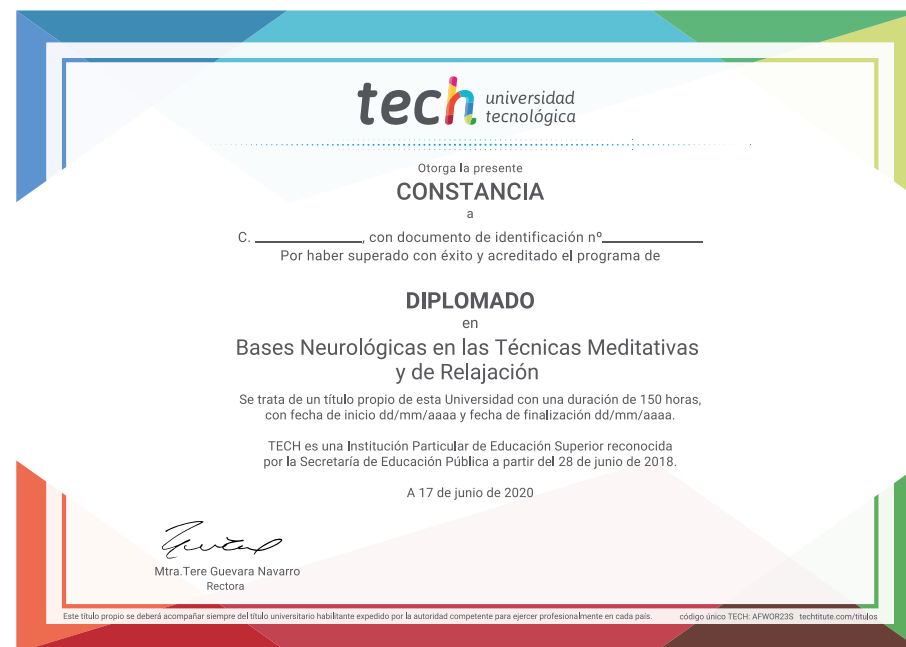 tech universidad
tecnológica
Otorga la presente
CONSTANCIA
a
C. ____________, con documento de identificación nº____________
Por haber superado con éxito y acreditado el programa de
DIPLOMADO
en
Bases Neurológicas en las Técnicas Meditativas
y de Relajación
Se trata de un título propio de esta Universidad con una duración de 150 horas,
con fecha de inicio dd/mm/aaaa y fecha de finalización dd/mm/aaaa.
TECH es una Institución Particular de Educación Superior reconocida
por la Secretaría de Educación Pública a partir del 28 de junio de 2018.
A 17 de junio de 2020
Mtra.Tere Guevara Navarro
Rectora
Este título propio se deberá acompañar siempre del título universitario habilitante expedido por la autoridad competente para ejercer profesionalmente en cada país. código único TECH: AFWOR23S techtitute.com/titulos